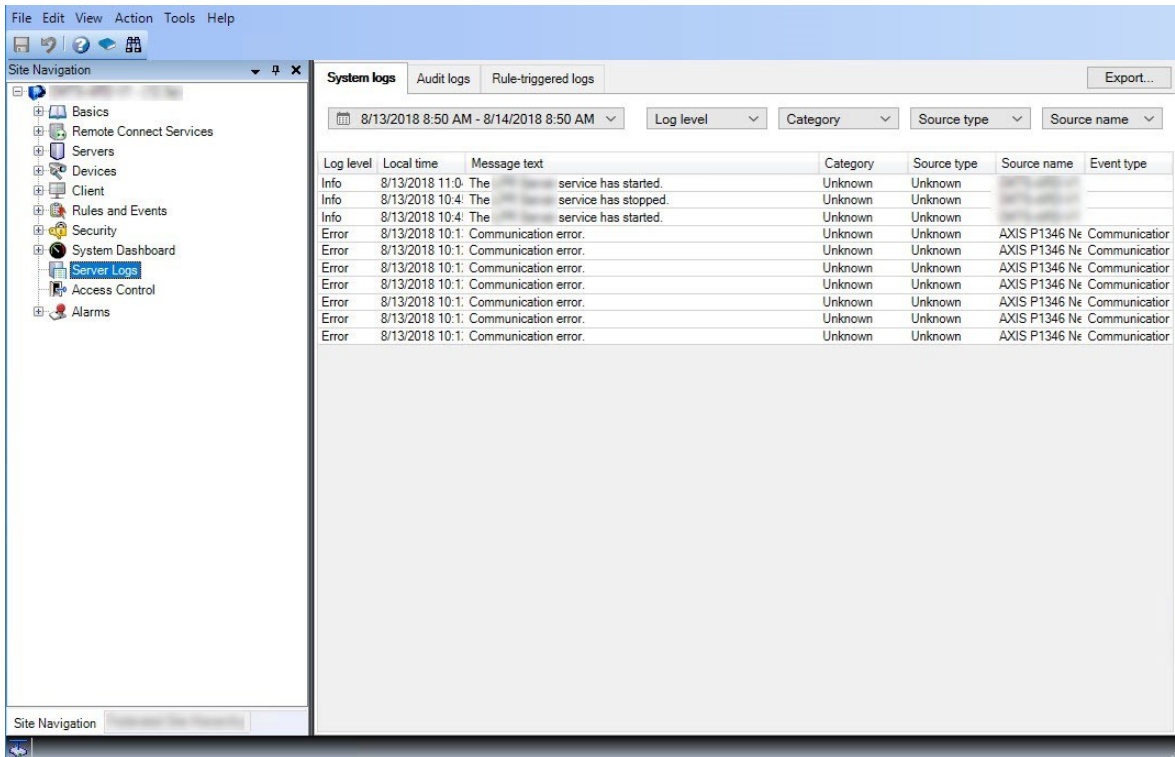 File Edit View Action Tools Help
Site Navigation
Basics
Remote Connect Services
Servers
Devices
Client
Rules and Events
Security
System Dashboard
Server Logs
Access Control
Alarms
Site Navigation
System logs Audit logs Rule-triggered logs Export...
8/13/2018 8:50 AM - 8/14/2018 8:50 AM Log level Category Source type Source name
Log level Local time Message text Category Source type Source name Event type
Info 8/13/2018 11:0 The service has started. Unknown Unknown
Info 8/13/2018 10:4 The service has stopped. Unknown Unknown
Info 8/13/2018 10:4 The service has started. Unknown Unknown
Error 8/13/2018 10:1 Communication error. Unknown Unknown AXIS P1346 Ne Communication
Error 8/13/2018 10:1 Communication error. Unknown Unknown AXIS P1346 Ne Communication
Error 8/13/2018 10:1 Communication error. Unknown Unknown AXIS P1346 Ne Communication
Error 8/13/2018 10:1 Communication error. Unknown Unknown AXIS P1346 Ne Communication
Error 8/13/2018 10:1 Communication error. Unknown Unknown AXIS P1346 Ne Communication
Error 8/13/2018 10:1 Communication error. Unknown Unknown AXIS P1346 Ne Communication
Error 8/13/2018 10:1 Communication error. Unknown Unknown AXIS P1346 Ne Communication